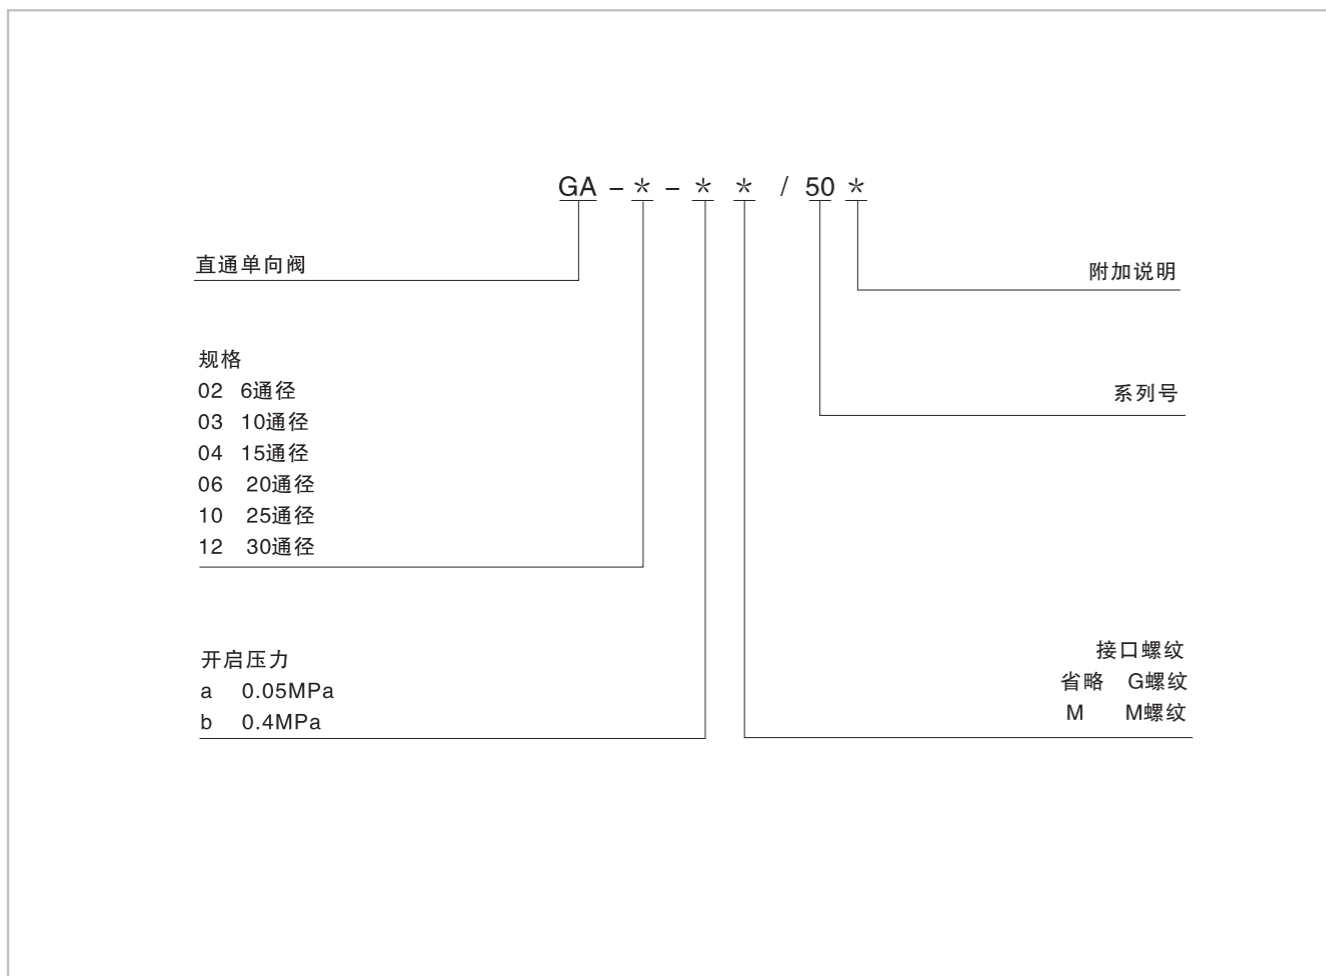 GA – * – * * / 50 *
直通单向阀
附加说明
规格
02 6通径
03 10通径
04 15通径
06 20通径
10 25通径
12 30通径
系列号
开启压力
a 0.05MPa
b 0.4MPa
接口螺纹
省略 G螺纹
M M螺纹